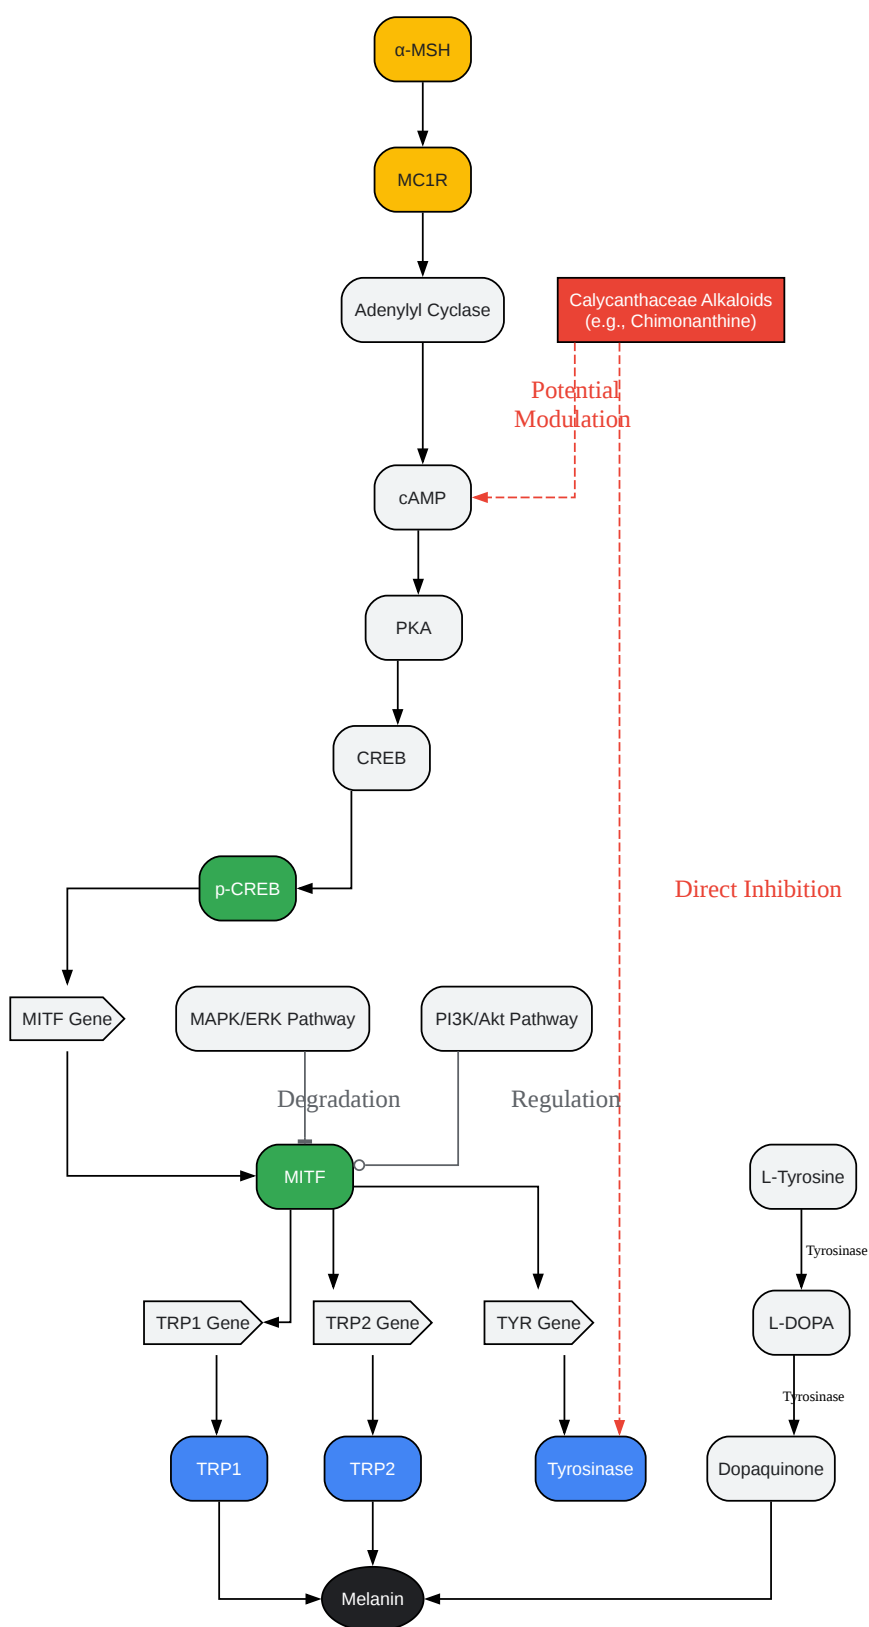 α-MSH
MC1R
Adenylyl Cyclase
Calycanthaceae Alkaloids
(e.g., Chimonanthine)
Potential
Modulation
cAMP
PKA
CREB
p-CREB
Direct Inhibition
MITF Gene
MAPK/ERK Pathway
PI3K/Akt Pathway
Degradation
Regulation
MITF
L-Tyrosine
Tyrosinase
TRP1 Gene
TRP2 Gene
TYR Gene
L-DOPA
Tyrosinase
TRP1
TRP2
Tyrosinase
Dopaquinone
Melanin